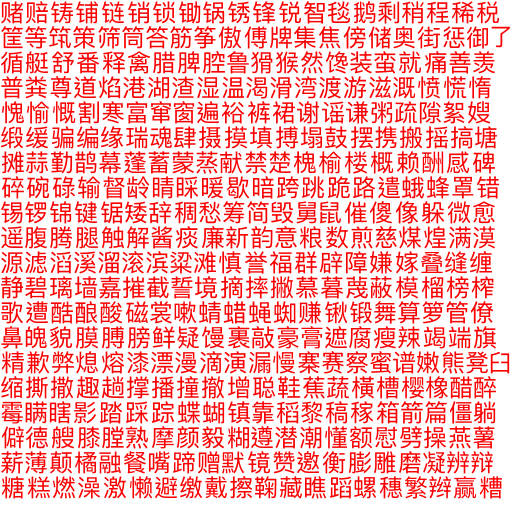 赌赔铸铺链销锁锄锅锈锋锐智毯鹅剩稍程稀税
筐等筑策筛筒答筋筝傲傅牌集焦傍储奥街惩御了
循艇舒番释禽腊脾腔鲁猾猴然馋装蛮就痛善羡
普粪尊道焰港湖渣湿温渴滑湾渡游滋溉愤慌惰
愧愉慨割寒富窜窝窗遍裕裤裙谢谣谦粥疏隙絮嫂
缎缓骗编缘瑞魂肆摄摸填搏塌鼓摆携搬摇搞塘
摊蒜勤鹊幕蓬蓄蒙蒸献禁楚槐榆楼概赖酬感碑
碎碗碌输督龄睛睬暖歇暗跨跳跪路遣蛾蜂罩错
锡锣锦键锯矮辞稠愁筹简毁舅鼠催傻像躲微愈
遥腹腾腿触解酱痰廉新韵意粮数煎慈煤煌满漠
源滤滔溪溜滚滨粱滩慎誉福群辟障嫌嫁叠缝缠
静碧璃墙嘉摧截誓境摘摔撇慕暮蔑蔽模榴榜榨
歌遭酷酿酸磁裳嗽蜻蜡蝇蜘赚锹锻舞算箩管僚
鼻魄貌膜膊膀鲜疑馒裹敲豪膏遮腐瘦辣竭端旗
精歉弊熄熔漆漂漫滴演漏慢寨赛察蜜谱嫩熊凳臼
缩撕撒趣趟撑播撞撤增聪鞋蕉蔬横槽樱橡醋醉
霉瞒瞎影踏踩踪蝶蝴镇靠稻黎稿稼箱箭篇僵躺
僻德艘膝膛熟摩颜毅糊遵潜潮懂额慰劈操燕薯
薪薄颠橘融餐嘴蹄赠默镜赞邀衡膨雕磨凝辨辩
糖糕燃澡激懒避缴戴擦鞠藏瞧蹈螺穗繁辫赢糟